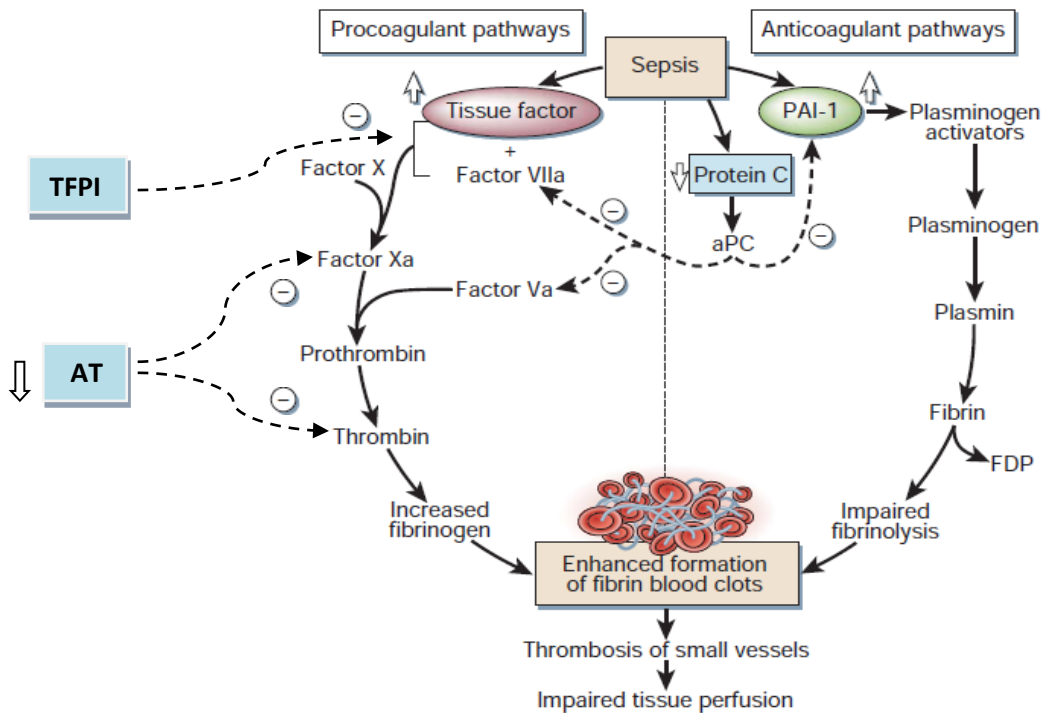 Procoagulant pathways
Anticoagulant pathways
Sepsis
Tissue factor
PAI-1
Plasminogen
activators
+
Factor VIIa
Factor X
TFPI
Protein C
aPC
Plasminogen
Factor Xa
Factor Va
Plasmin
Prothrombin
AT
Thrombin
Fibrin
FDP
Increased
fibrinogen
Impaired
fibrinolysis
Enhanced formation
of fibrin blood clots
Thrombosis of small vessels
Impaired tissue perfusion
−
−
−
−
−
−